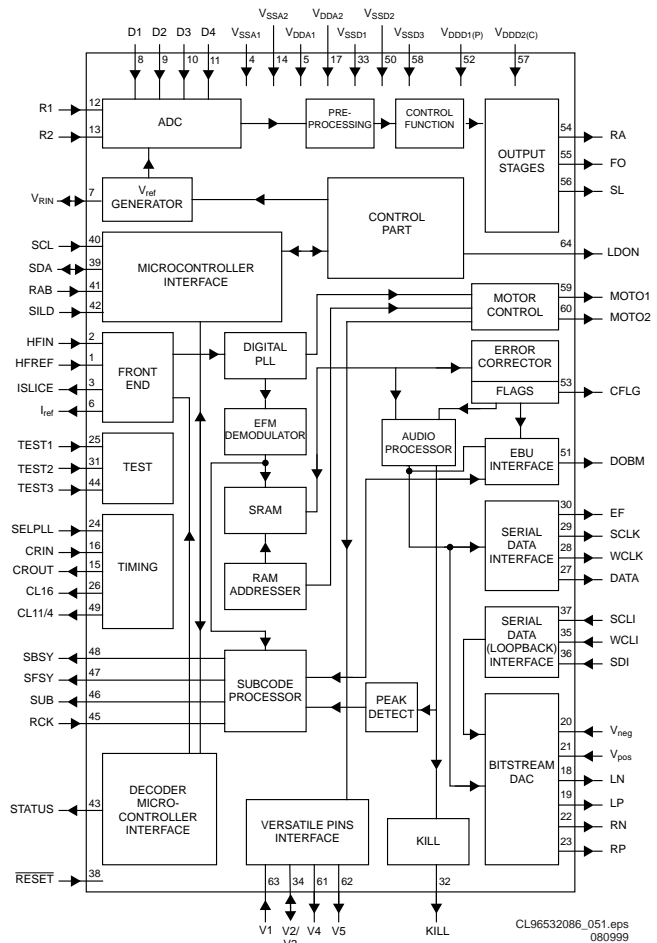 VSSA2 VDDA2 VSSD2
D1 D2 D3 D4 VSSA1 VDDA1 VSSD1 VSSD3 VDDD1(P) VDDD2(C)
8 9 10 11 4 14 5 17 33 50 58 52 57
R1 12
R2 13
ADC
PRE-
PROCESSING
CONTROL
FUNCTION
OUTPUT
STAGES
54 RA
55 FO
56 SL
VRIN 7
Vref
GENERATOR
CONTROL
PART
64 LDON
SCL 40
SDA 39
RAB 41
SILD 42
MICROCONTROLLER
INTERFACE
MOTOR
CONTROL
59 MOTO1
60 MOTO2
HFIN 2
HFREF 1
ISLICE 3
Iref 6
FRONT
END
DIGITAL
PLL
ERROR
CORRECTOR
FLAGS
53 CFLG
EFM
DEMODULATOR
AUDIO
PROCESSOR
EBU
INTERFACE
51 DOBM
TEST1 25
TEST2 31
TEST3 44
TEST
SRAM
SERIAL
DATA
INTERFACE
30 EF
29 SCLK
28 WCLK
27 DATA
SELPLL 24
CRIN 16
CROUT 15
CL16 26
CL11/4 49
TIMING
RAM
ADDRESSER
SERIAL
DATA
(LOOPBACK)
INTERFACE
37 SCLI
35 WCLI
36 SDI
SBSY 48
SFSY 47
SUB 46
RCK 45
SUBCODE
PROCESSOR
PEAK
DETECT
BITSTREAM
DAC
20 Vneg
21 Vpos
18 LN
19 LP
22 RN
23 RP
STATUS 43
DECODER
MICRO-
CONTROLLER
INTERFACE
VERSATILE PINS
INTERFACE
KILL
RESET 38
63 34 61 62 32
V1 V2/ V4 V5 KILL
V3
CL96532086_051.eps
080999